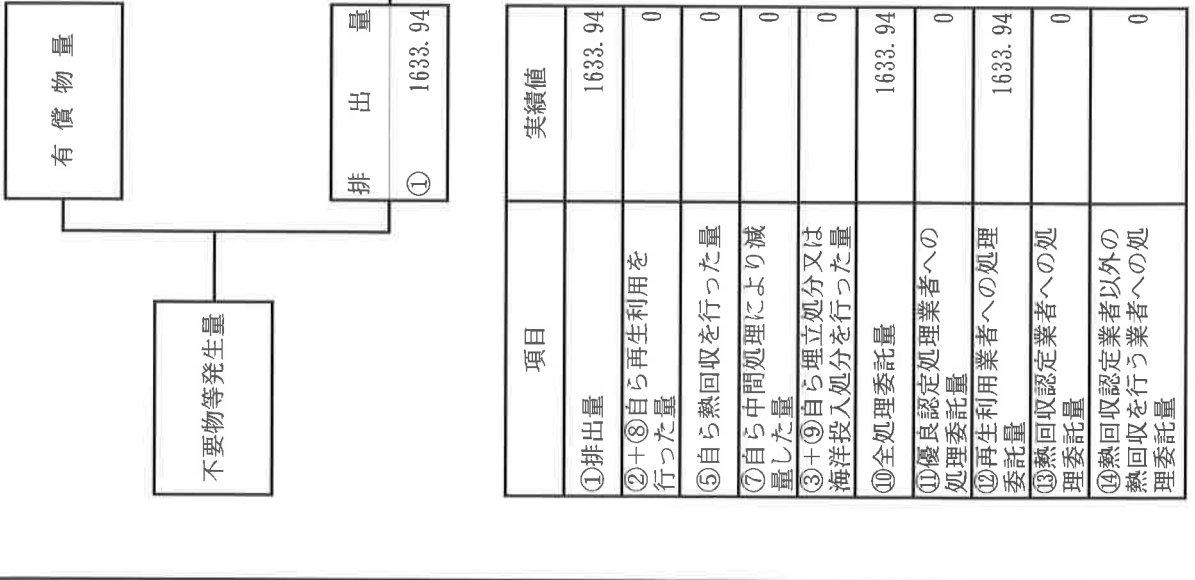 有償物量
不要物等発生量
排出量
① 1633.94
項目 実績値
①排出量 1633.94
②+⑧自ら再生利用を
行った量 0
⑤自ら熱回収を行った量 0
⑦自ら中間処理により減
量した量 0
③+⑨自ら埋立処分又は
海洋投入処分を行った量 0
⑩全処理委託量 1633.94
⑪優良認定処理業者への
処理委託量 0
⑫再生利用業者への処理
委託量 1633.94
⑬熱回収認定業者への処
理委託量 0
⑭熱回収認定業者以外の
熱回収を行う業者への処
理委託量 0